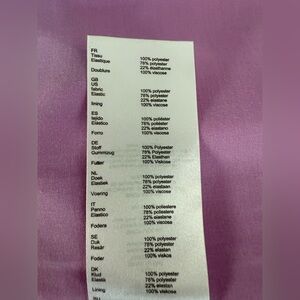 FR
Tissu 100% polyester
Elastique 78% polyester
22% élasthanne
Doublure 100% viscose
GB
US
fabric 100% polyester
Elastic 78% polyester
22% elastane
lining 100% viscose
ES
tejido 100% poliéster
Elastico 78% poliéster
22% elastano
Forro 100% viscosa
DE
Stoff 100% Polyester
Gummizug 78% Polyester
22% Elasthan
Futter 100% Viskose
NL
Doek 100% polyester
Elastiek 78% polyester
22% elastaan
Voering 100% viscose
IT
Panno 100% poliestere
Elastico 78% poliestere
22% elastan
Fodera 100% viscosa
SE
Duk 100% polyester
Resår 78% polyester
22% elastan
Foder 100% viskos
DK
Klud 100% polyester
Elastik 78% polyester
22% elastan
Lining 100% viscose